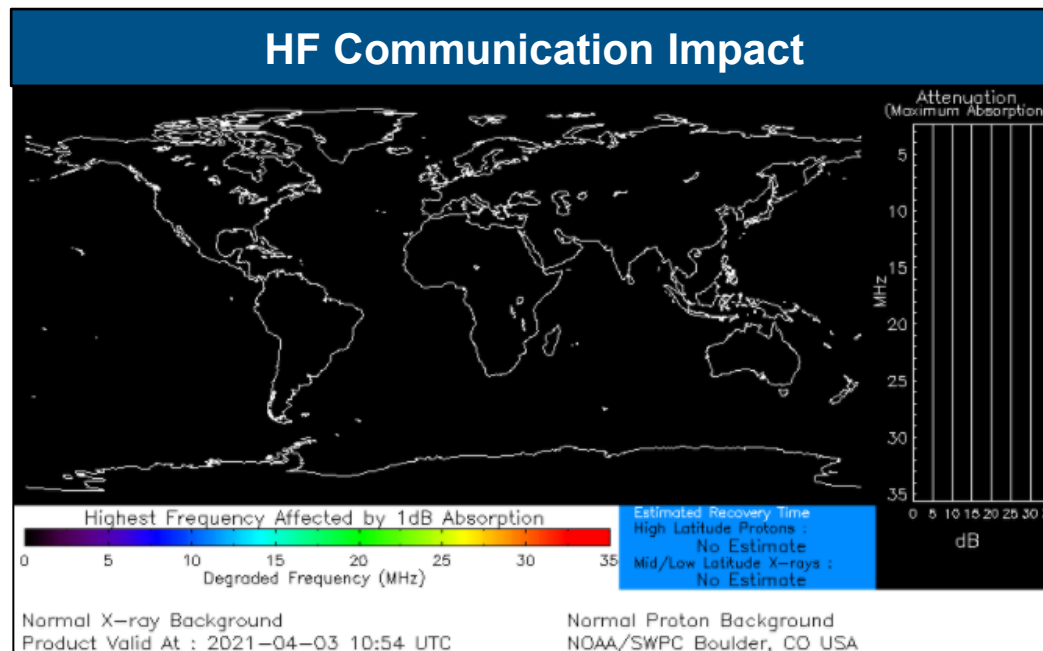 HF Communication Impact
Attenuation
(Maximum Absorption
5
10
15
20
25
30
35
MHz
0 5 10 15 20 25 30
dB
Highest Frequency Affected by 1dB Absorption
0 5 10 15 20 25 30 35
Degraded Frequency (MHz)
Estimated Recovery Time
High Latitude Protons :
No Estimate
Mid/Low Latitude X-rays :
No Estimate
Normal X-ray Background
Product Valid At : 2021-04-03 10:54 UTC
Normal Proton Background
NOAA/SWPC Boulder, CO USA